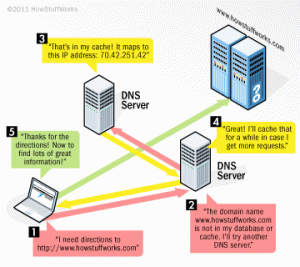 ©2011 HowStuffWorks
www.howstuffworks.com
3
"That's in my cache! It maps to
this IP address: 70.42.251.42"
DNS
Server
5
"Thanks for the
directions! Now to
find lots of great
information!"
4
"Great! I'll cache that
for a while in case I
get more requests."
DNS
Server
1
"I need directions to
http://www.howstuffworks.com"
2
"The domain name
www.howstuffworks.com
is not in my database or
cache. I'll try another
DNS server."